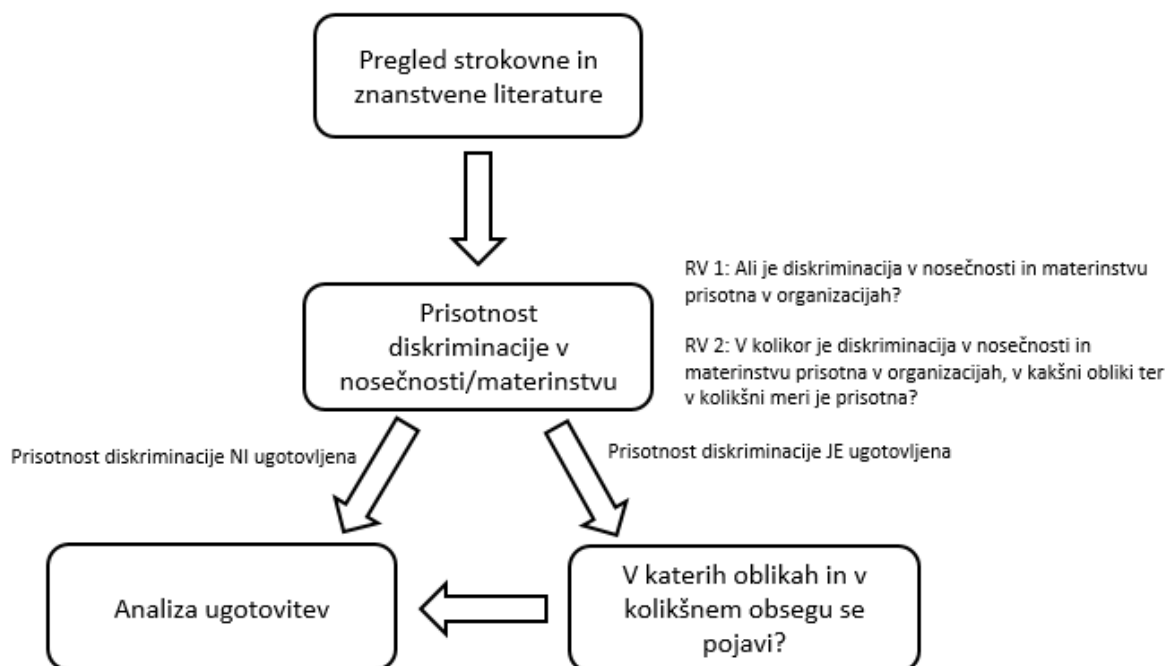 Pregled strokovne in
znanstvene literature
RV 1: Ali je diskriminacija v nosečnosti in materinstvu
prisotna v organizacijah?
Prisotnost
diskriminacije v
nosečnosti/materinstvu
RV 2: V kolikor je diskriminacija v nosečnosti in
materinstvu prisotna v organizacijah, v kakšni obliki ter
v kolikšni meri je prisotna?
Prisotnost diskriminacije NI ugotovljena
Prisotnost diskriminacije JE ugotovljena
Analiza ugotovitev
V katerih oblikah in v
kolikšnem obsegu se
pojavi?